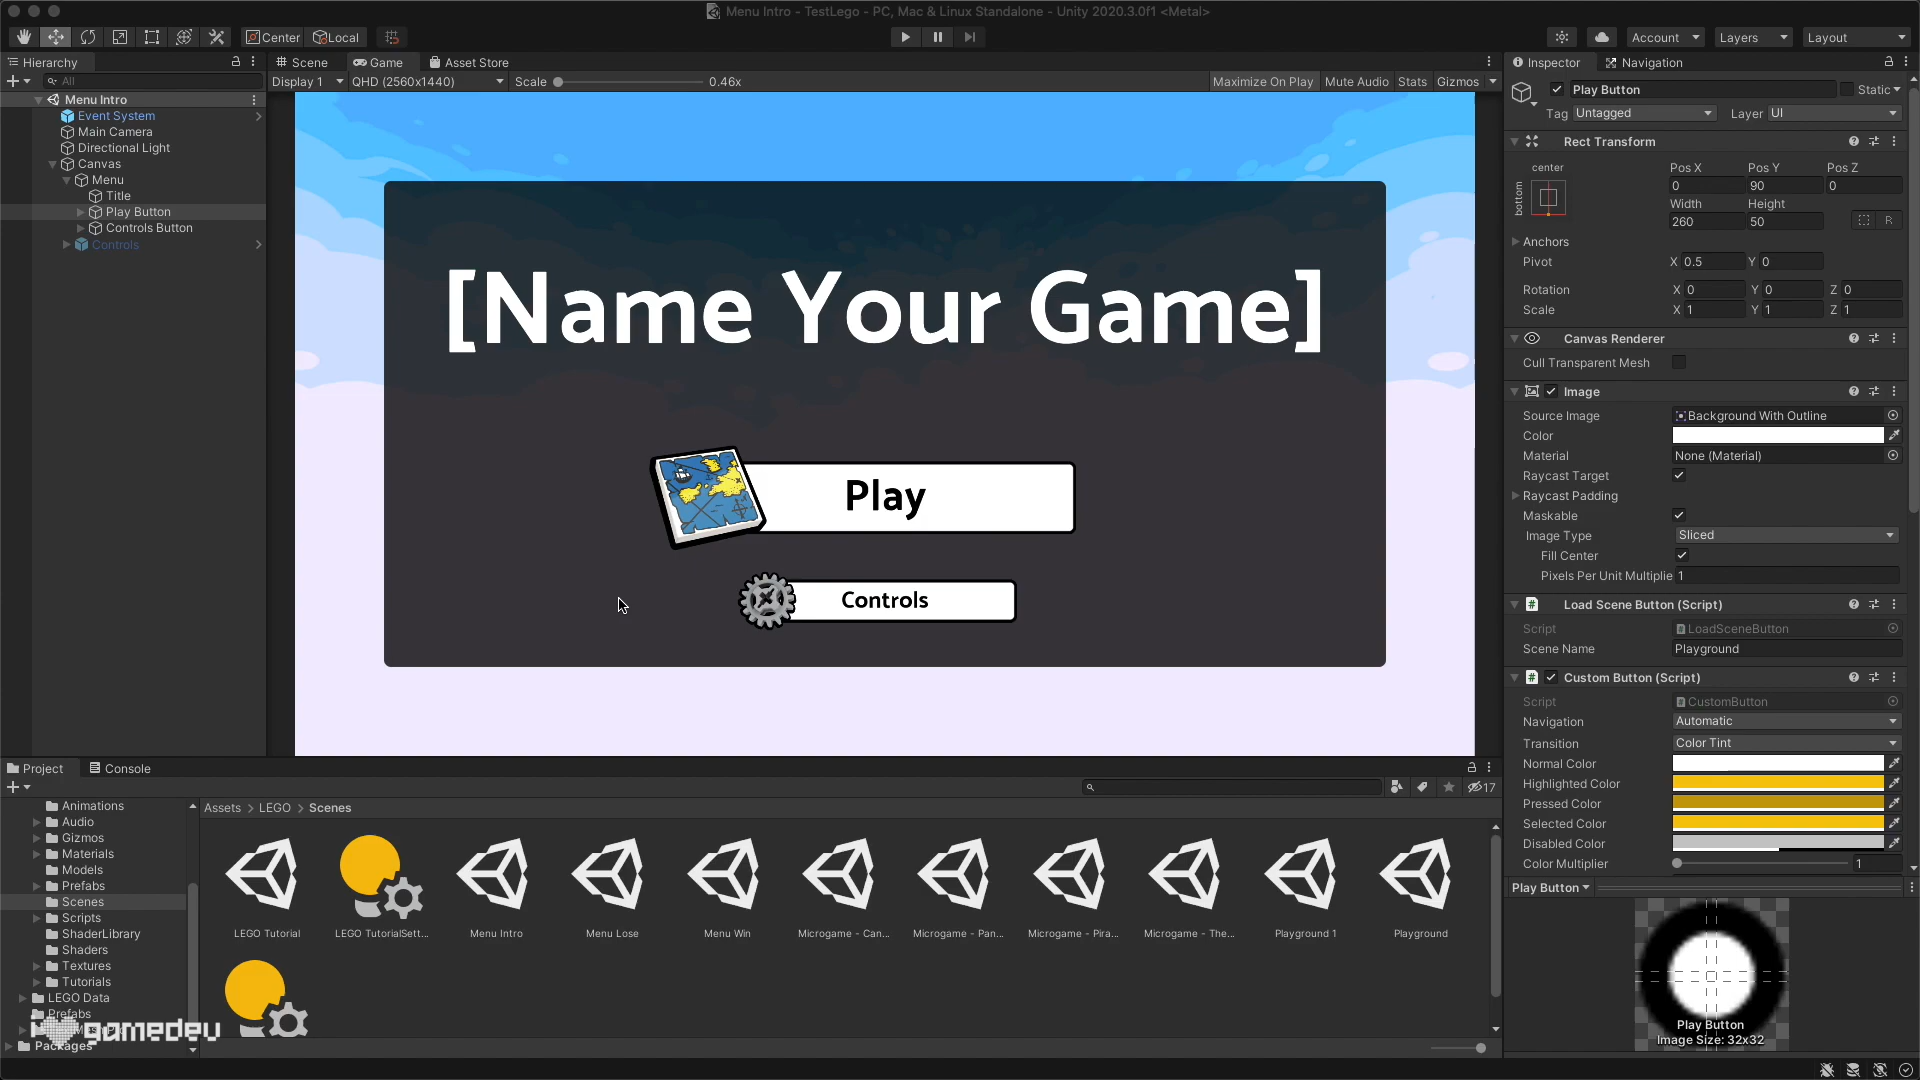 Menu Intro - TestLego - PC, Mac & Linux Standalone - Unity 2020.3.0f1 <Metal>
Center Local Account Layers Layout
Hierarchy
All
Menu Intro
Event System
Main Camera
Directional Light
Canvas
Menu
Title
Play Button
Controls Button
Controls
Scene Game Asset Store
Display 1 QHD (2560x1440) Scale 0.46x Maximize On Play Mute Audio Stats Gizmos
[Name Your Game]
Play
Controls
Inspector Navigation
Play Button Static
Tag Untagged Layer UI
Rect Transform
center
bottom
Pos X Pos Y Pos Z
0 90 0
Width Height
260 50 R
Anchors
Pivot X 0.5 Y 0
Rotation X 0 Y 0 Z 0
Scale X 1 Y 1 Z 1
Canvas Renderer
Cull Transparent Mesh
Image
Source Image Background With Outline
Color
Material None (Material)
Raycast Target
Raycast Padding
Maskable
Image Type Sliced
Fill Center
Pixels Per Unit Multiplie 1
Load Scene Button (Script)
Script LoadSceneButton
Scene Name Playground
Custom Button (Script)
Script CustomButton
Navigation Automatic
Transition Color Tint
Normal Color
Highlighted Color
Pressed Color
Selected Color
Disabled Color
Color Multiplier 1
Play Button
Play Button
Image Size: 32x32
Project Console
17
Animations
Audio
Gizmos
Materials
Models
Prefabs
Scenes
Scripts
ShaderLibrary
Shaders
Textures
Tutorials
LEGO Data
Prefabs
Packages
i gamedev
Assets > LEGO > Scenes
LEGO Tutorial LEGO TutorialSett... Menu Intro Menu Lose Menu Win Microgame - Can... Microgame - Pan... Microgame - Pira... Microgame - The... Playground 1 Playground